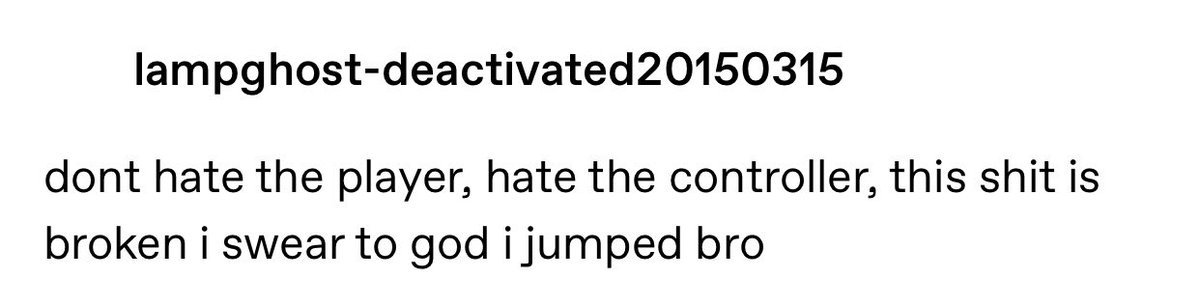 lampghost-deactivated20150315
dont hate the player, hate the controller, this shit is
broken i swear to god i jumped bro